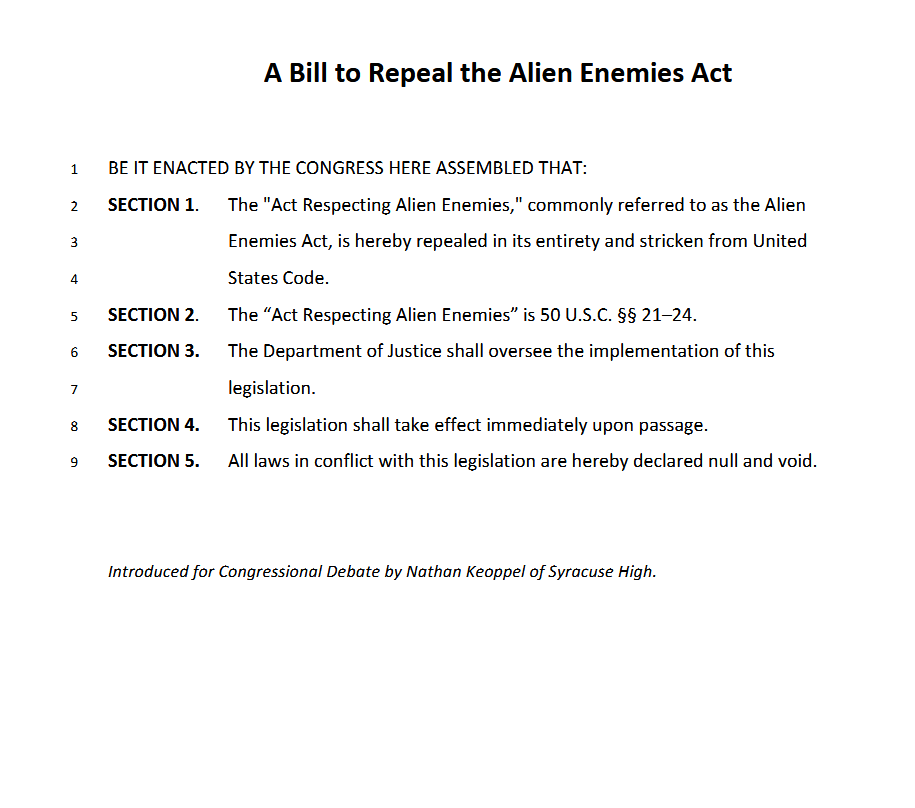 A Bill to Repeal the Alien Enemies Act
1 BE IT ENACTED BY THE CONGRESS HERE ASSEMBLED THAT:
2 SECTION 1. The "Act Respecting Alien Enemies," commonly referred to as the Alien
3 Enemies Act, is hereby repealed in its entirety and stricken from United
4 States Code.
5 SECTION 2. The “Act Respecting Alien Enemies” is 50 U.S.C. §§ 21–24.
6 SECTION 3. The Department of Justice shall oversee the implementation of this
7 legislation.
8 SECTION 4. This legislation shall take effect immediately upon passage.
9 SECTION 5. All laws in conflict with this legislation are hereby declared null and void.
Introduced for Congressional Debate by Nathan Keoppel of Syracuse High.